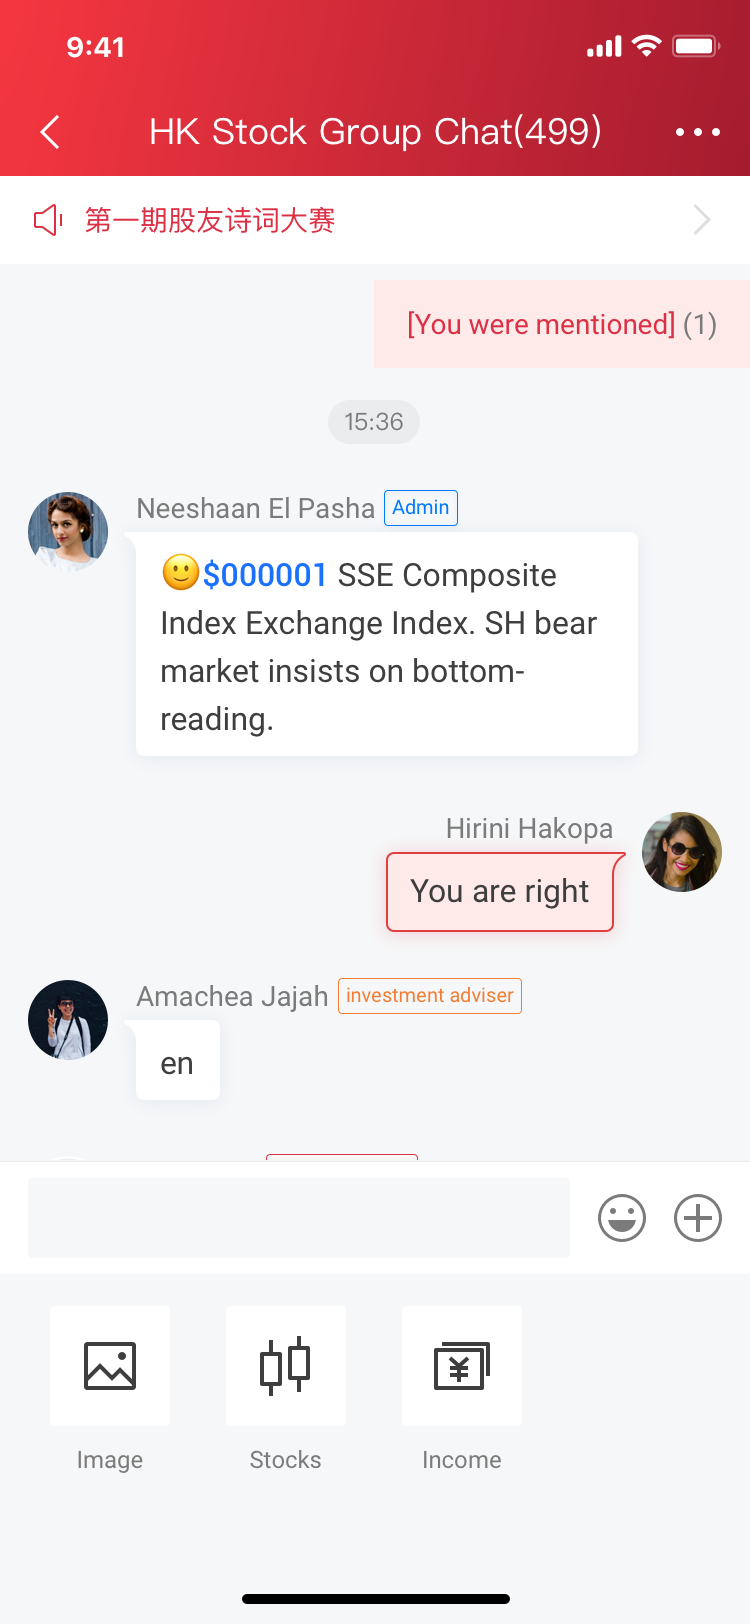 9:41
HK Stock Group Chat(499)
第一期股友诗词大赛
[You were mentioned] (1)
15:36
Neeshaan El Pasha Admin
🙂$000001 SSE Composite
Index Exchange Index. SH bear
market insists on bottom-
reading.
Hirini Hakopa
You are right
Amachea Jajah investment adviser
en
Image Stocks Income